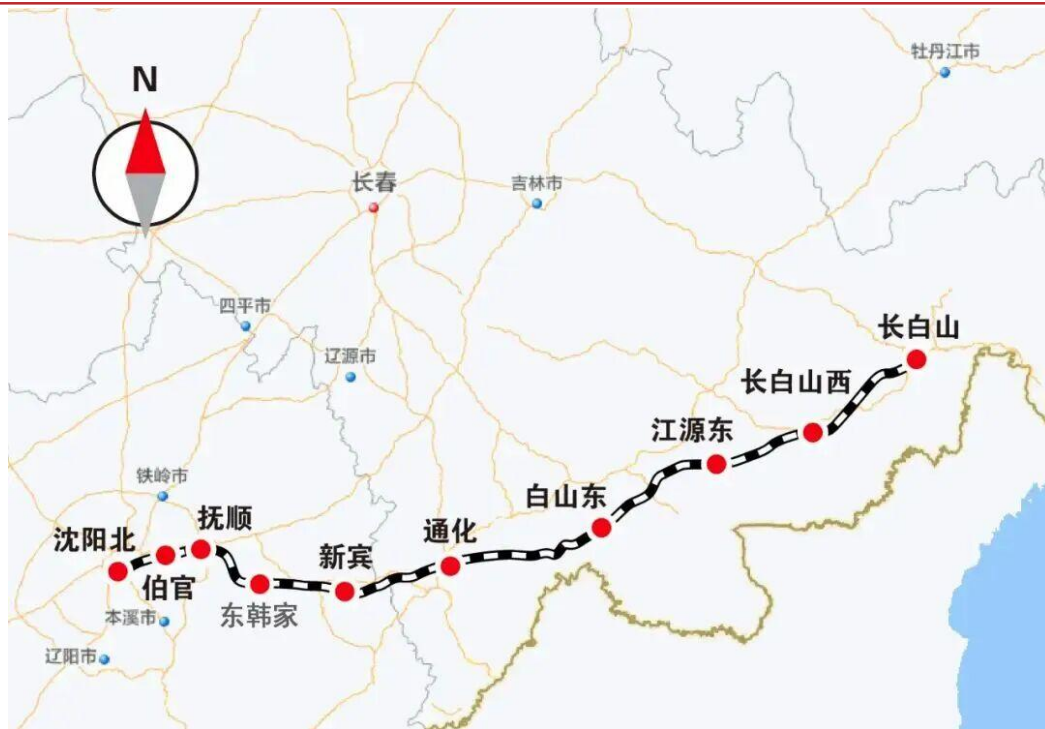 牡丹江市
N
长春
吉林市
四平市
辽源市
长白山
长白山西
江源东
铁岭市
白山东
抚顺
沈阳北
通化
新宾
伯官
东韩家
本溪市
辽阳市